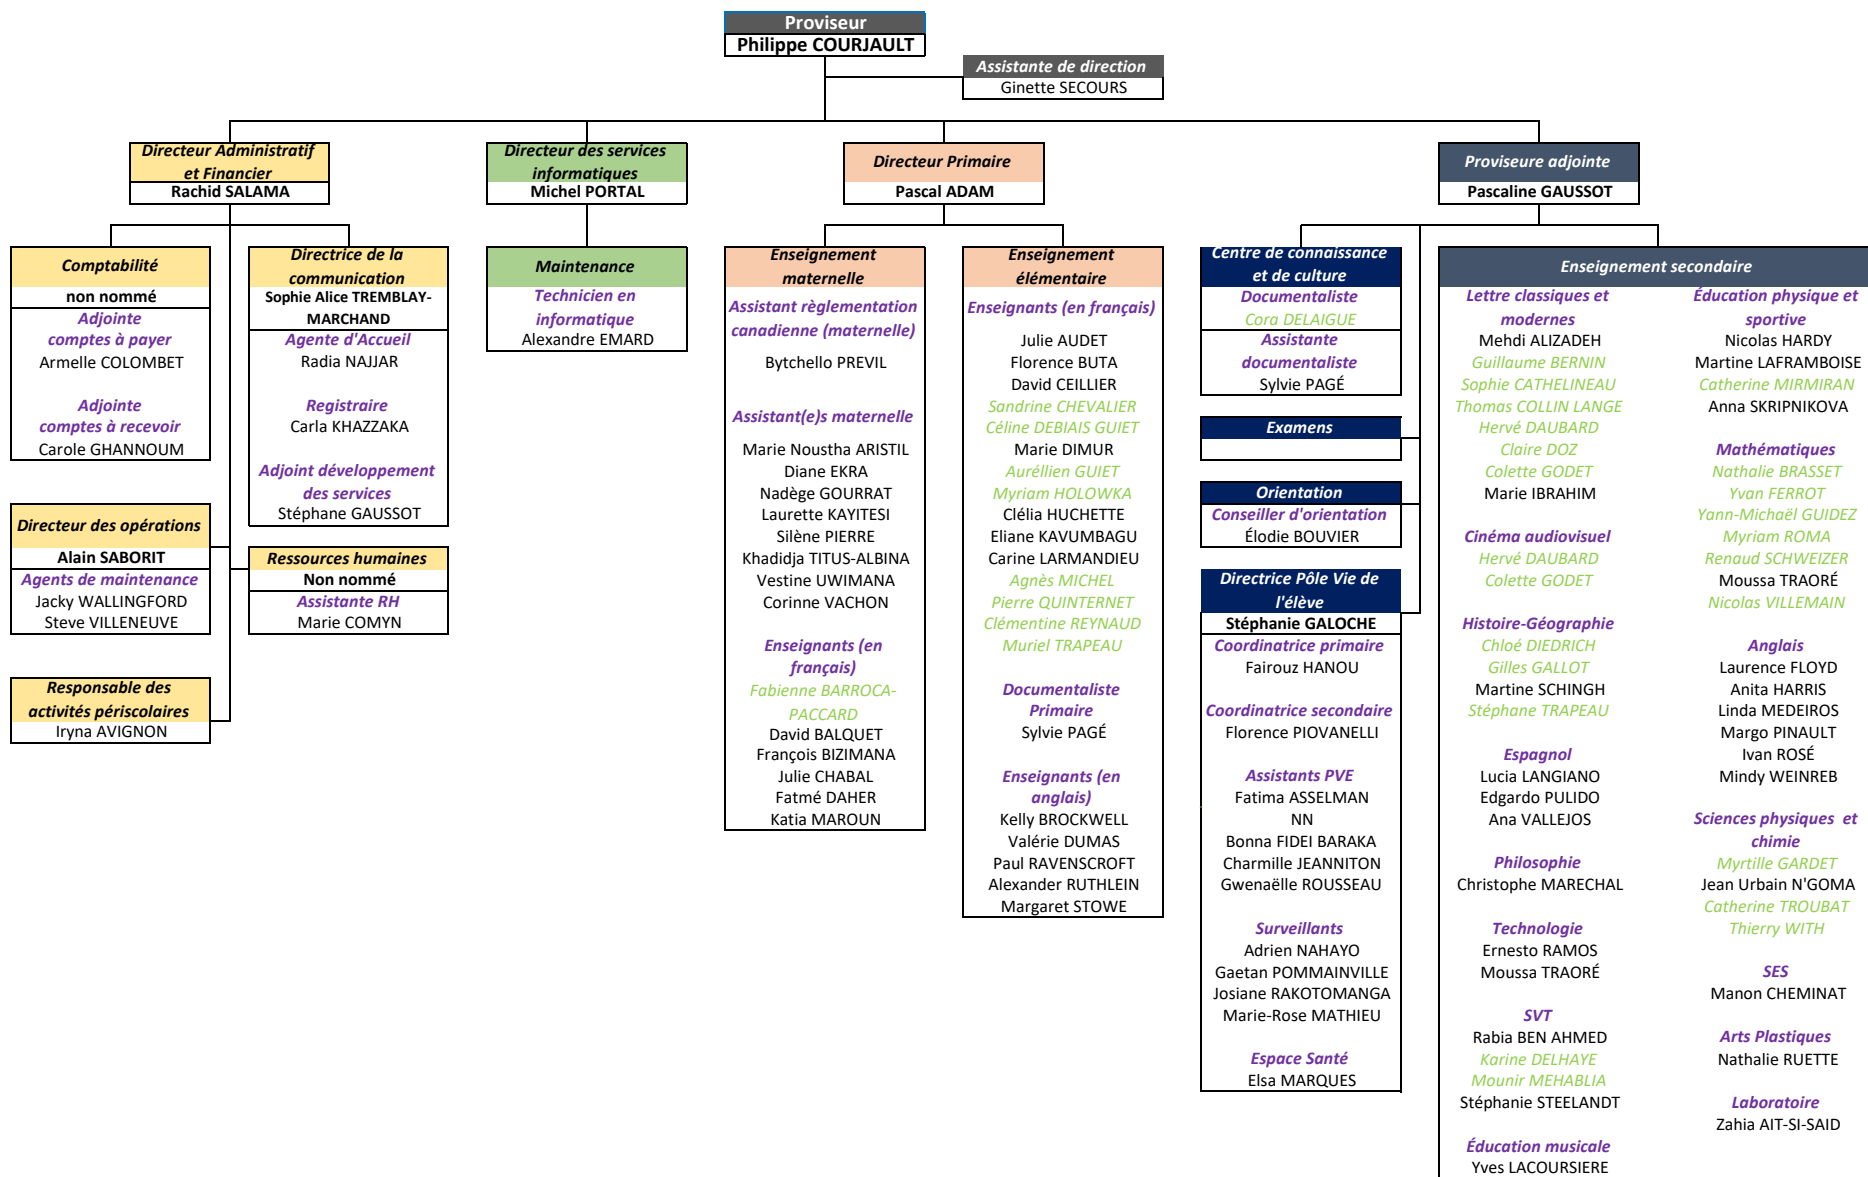 Proviseur
Philippe COURJAULT
Assistante de direction
Ginette SECOURS
Directeur Administratif
et Financier
Rachid SALAMA
Directeur des services
informatiques
Michel PORTAL
Directeur Primaire
Pascal ADAM
Proviseure adjointe
Pascaline GAUSSOT
Comptabilité
non nommé
Adjointe
comptes à payer
Armelle COLOMBET
Adjointe
comptes à recevoir
Carole GHANNOUM
Directeur des opérations
Alain SABORIT
Agents de maintenance
Jacky WALLINGFORD
Steve VILLENEUVE
Responsable des
activités périscolaires
Iryna AVIGNON
Directrice de la
communication
Sophie Alice TREMBLAY-
MARCHAND
Agente d'Accueil
Radia NAJJAR
Registraire
Carla KHAZZAKA
Adjoint développement
des services
Stéphane GAUSSOT
Ressources humaines
Non nommé
Assistante RH
Marie COMYN
Maintenance
Technicien en
informatique
Alexandre EMARD
Enseignement
maternelle
Assistant règlementation
canadienne (maternelle)
Bytchello PREVIL
Assistant(e)s maternelle
Marie Noustha ARISTIL
Diane EKRA
Nadège GOURRAT
Laurette KAYITESI
Silène PIERRE
Khadidja TITUS-ALBINA
Vestine UWIMANA
Corinne VACHON
Enseignants (en
français)
Fabienne BARROCA-
PACCARD
David BALQUET
François BIZIMANA
Julie CHABAL
Fatmé DAHER
Katia MAROUN
Enseignement
élémentaire
Enseignants (en français)
Julie AUDET
Florence BUTA
David CEILLIER
Sandrine CHEVALIER
Céline DEBIAIS GUIET
Marie DIMUR
Auréllien GUIET
Myriam HOLOWKA
Clélia HUCHETTE
Eliane KAVUMBAGU
Carine LARMANDIEU
Agnès MICHEL
Pierre QUINTERNET
Clémentine REYNAUD
Muriel TRAPEAU
Documentaliste
Primaire
Sylvie PAGÉ
Enseignants (en
anglais)
Kelly BROCKWELL
Valérie DUMAS
Paul RAVENSCROFT
Alexander RUTHLEIN
Margaret STOWE
Centre de connaissance
et de culture
Documentaliste
Cora DELAIGUE
Assistante
documentaliste
Sylvie PAGÉ
Examens
Orientation
Conseiller d'orientation
Élodie BOUVIER
Directrice Pôle Vie de
l'élève
Stéphanie GALOCHE
Coordinatrice primaire
Fairouz HANOU
Coordinatrice secondaire
Florence PIOVANELLI
Assistants PVE
Fatima ASSELMAN
NN
Bonna FIDEI BARAKA
Charmille JEANNITON
Gwenaëlle ROUSSEAU
Surveillants
Adrien NAHAYO
Gaetan POMMAINVILLE
Josiane RAKOTOMANGA
Marie-Rose MATHIEU
Espace Santé
Elsa MARQUES
Enseignement secondaire
Lettre classiques et
modernes
Mehdi ALIZADEH
Guillaume BERNIN
Sophie CATHELINEAU
Thomas COLLIN LANGE
Hervé DAUBARD
Claire DOZ
Colette GODET
Marie IBRAHIM
Cinéma audiovisuel
Hervé DAUBARD
Colette GODET
Histoire-Géographie
Chloé DIEDRICH
Gilles GALLOT
Martine SCHINGH
Stéphane TRAPEAU
Espagnol
Lucia LANGIANO
Edgardo PULIDO
Ana VALLEJOS
Philosophie
Christophe MARECHAL
Technologie
Ernesto RAMOS
Moussa TRAORÉ
SVT
Rabia BEN AHMED
Karine DELHAYE
Mounir MEHABLIA
Stéphanie STEELANDT
Éducation musicale
Yves LACOURSIERE
Éducation physique et
sportive
Nicolas HARDY
Martine LAFRAMBOISE
Catherine MIRMIRAN
Anna SKRIPNIKOVA
Mathématiques
Nathalie BRASSET
Yvan FERROT
Yann-Michaël GUIDEZ
Myriam ROMA
Renaud SCHWEIZER
Moussa TRAORÉ
Nicolas VILLEMAIN
Anglais
Laurence FLOYD
Anita HARRIS
Linda MEDEIROS
Margo PINAULT
Ivan ROSÉ
Mindy WEINREB
Sciences physiques et
chimie
Myrtille GARDET
Jean Urbain N'GOMA
Catherine TROUBAT
Thierry WITH
SES
Manon CHEMINAT
Arts Plastiques
Nathalie RUETTE
Laboratoire
Zahia AIT-SI-SAID